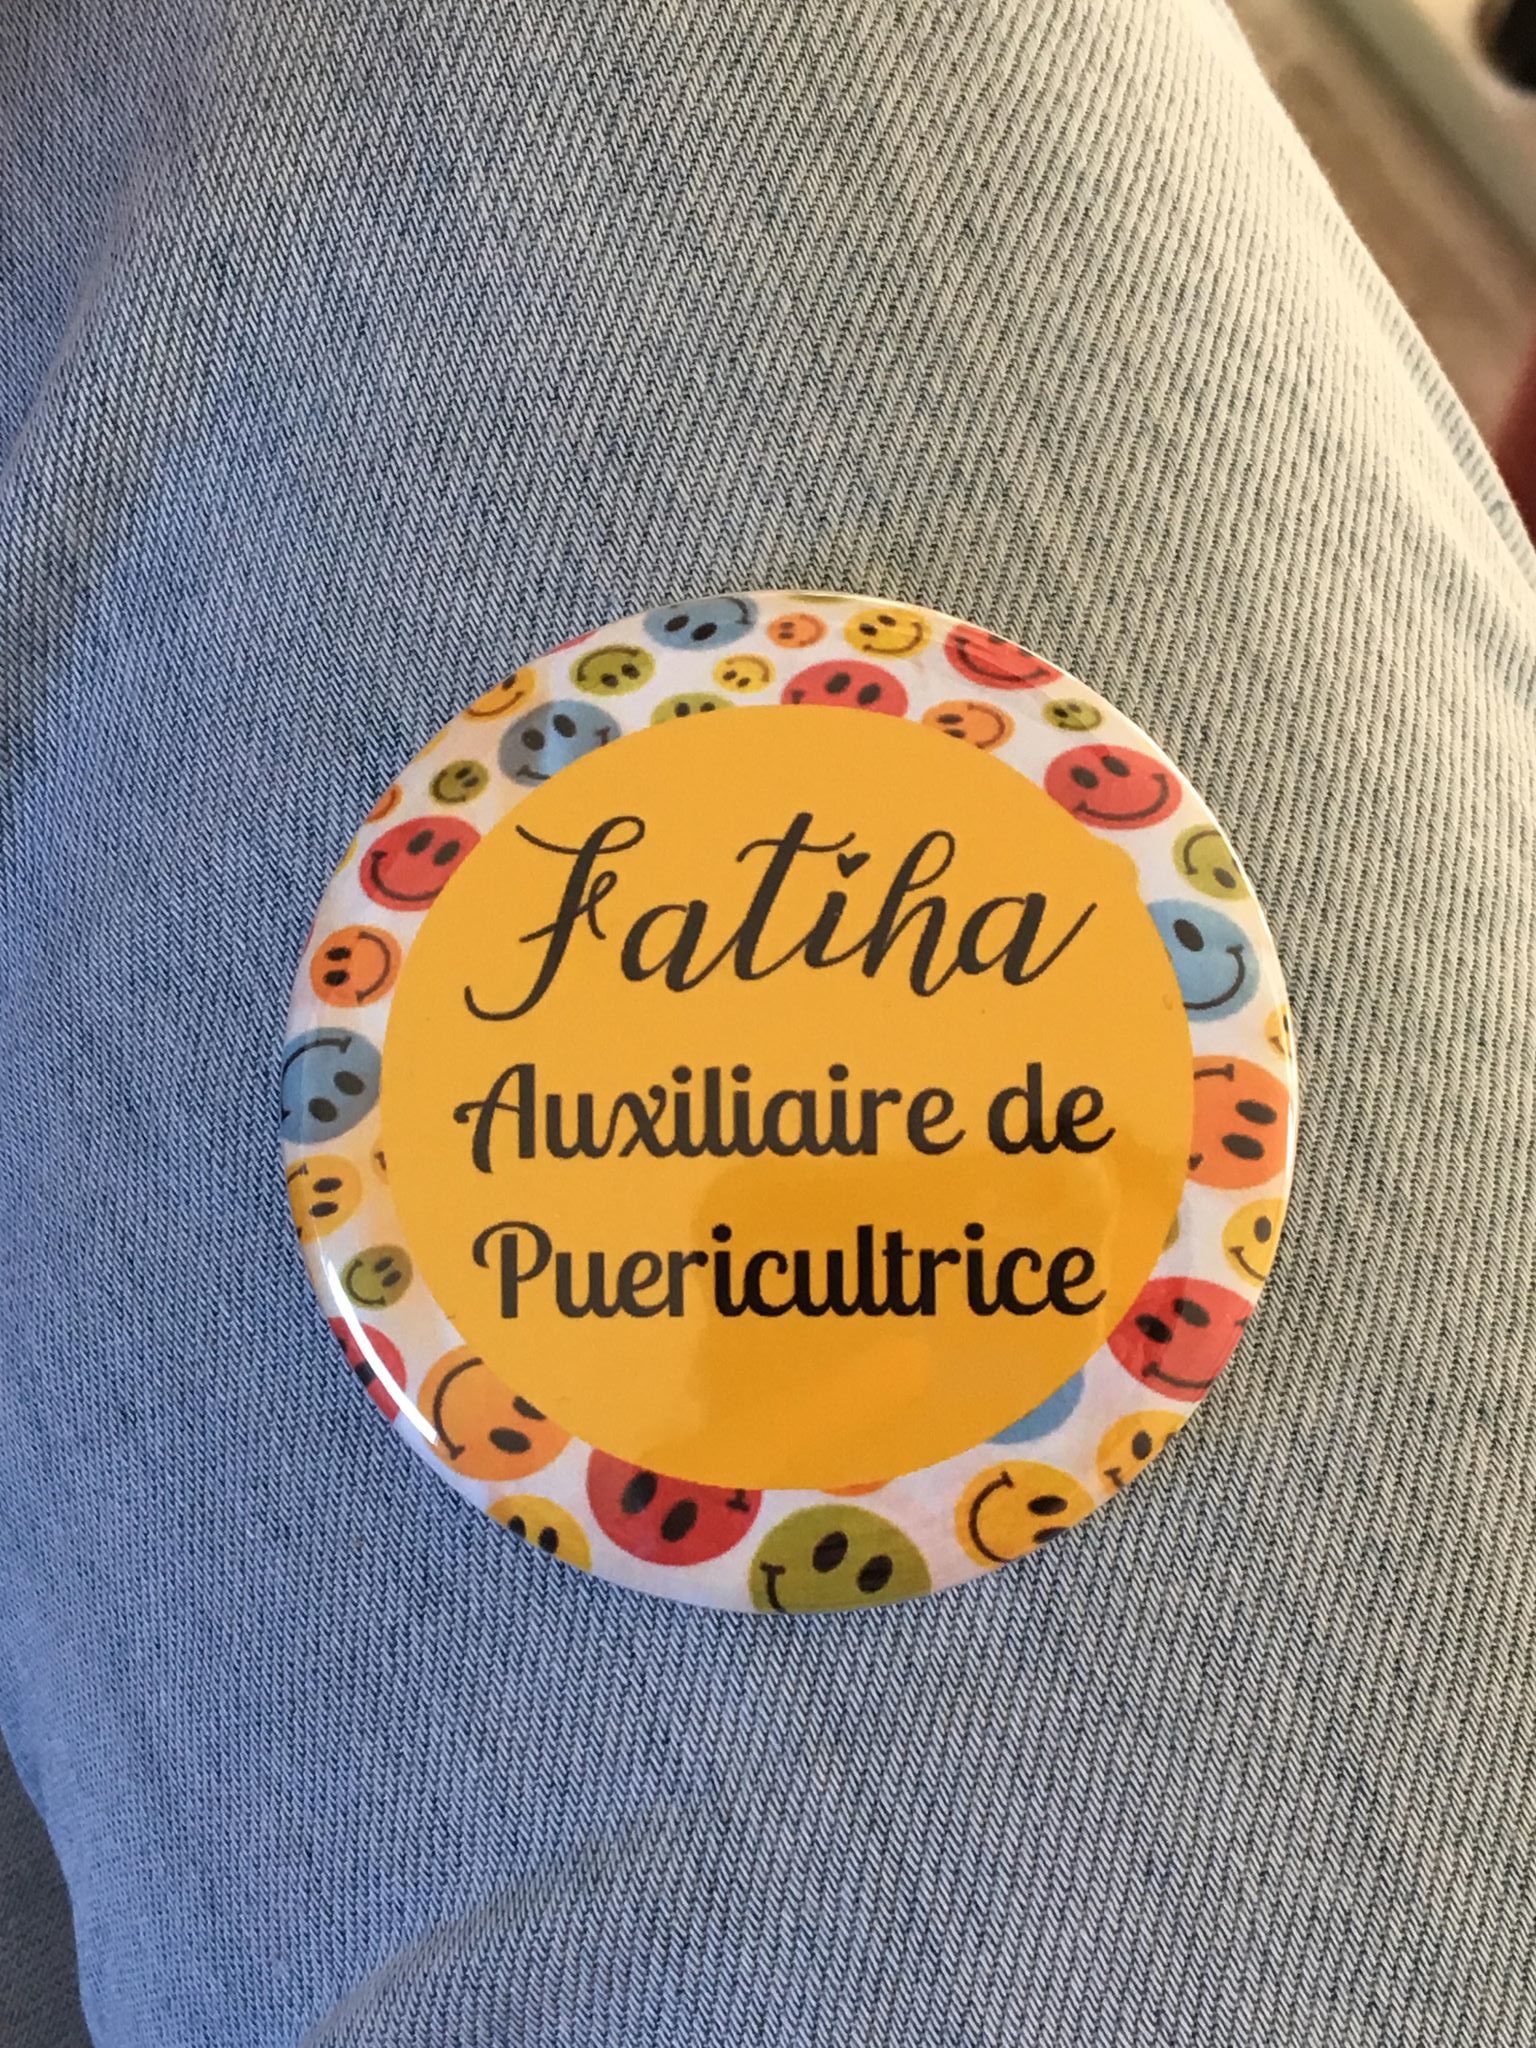 Fatiha
Auxiliaire de
Puericultrice